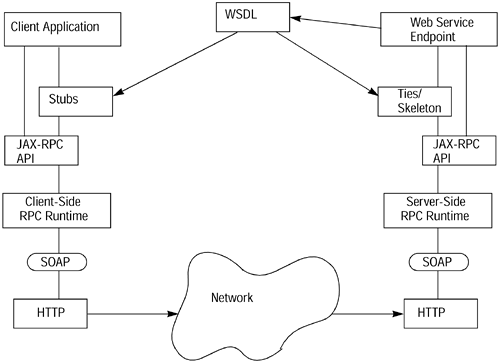 Client Application
WSDL
Web Service
Endpoint
Stubs
Ties/
Skeleton
JAX-RPC
API
JAX-RPC
API
Client-Side
RPC Runtime
Server-Side
RPC Runtime
SOAP
SOAP
HTTP
Network
HTTP